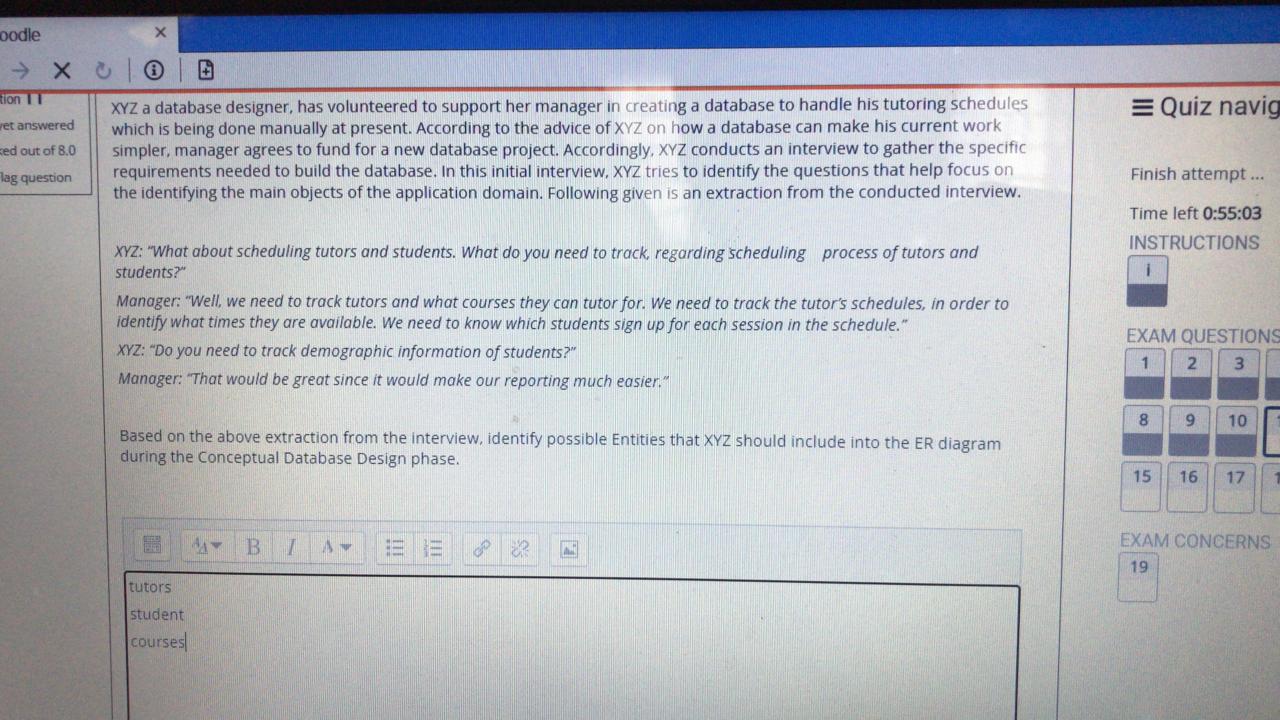 oodle
tion 11
yet answered
ked out of 8.0
lag question
XYZ a database designer, has volunteered to support her manager in creating a database to handle his tutoring schedules
which is being done manually at present. According to the advice of XYZ on how a database can make his current work
simpler, manager agrees to fund for a new database project. Accordingly, XYZ conducts an interview to gather the specific
requirements needed to build the database. In this initial interview, XYZ tries to identify the questions that help focus on
the identifying the main objects of the application domain. Following given is an extraction from the conducted interview.
XYZ: "What about scheduling tutors and students. What do you need to track, regarding scheduling process of tutors and
students?"
Manager: "Well, we need to track tutors and what courses they can tutor for. We need to track the tutor's schedules, in order to
identify what times they are available. We need to know which students sign up for each session in the schedule."
XYZ: "Do you need to track demographic information of students?"
Manager: "That would be great since it would make our reporting much easier."
Based on the above extraction from the interview, identify possible Entities that XYZ should include into the ER diagram
during the Conceptual Database Design phase.
B I A
tutors
student
courses
Quiz navig
Finish attempt ...
Time left 0:55:03
INSTRUCTIONS
i
EXAM QUESTIONS
1 2 3
8 9 10 1
15 16 17 1
EXAM CONCERNS
19